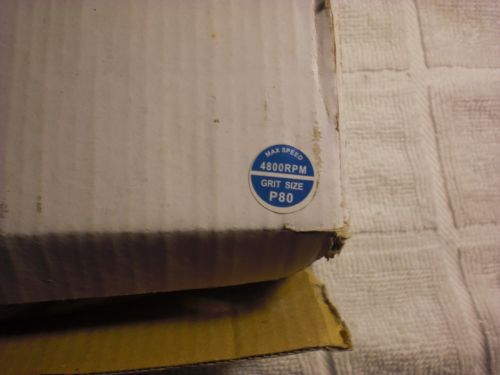 MAX SPEED
4800RPM
GRIT SIZE
P80